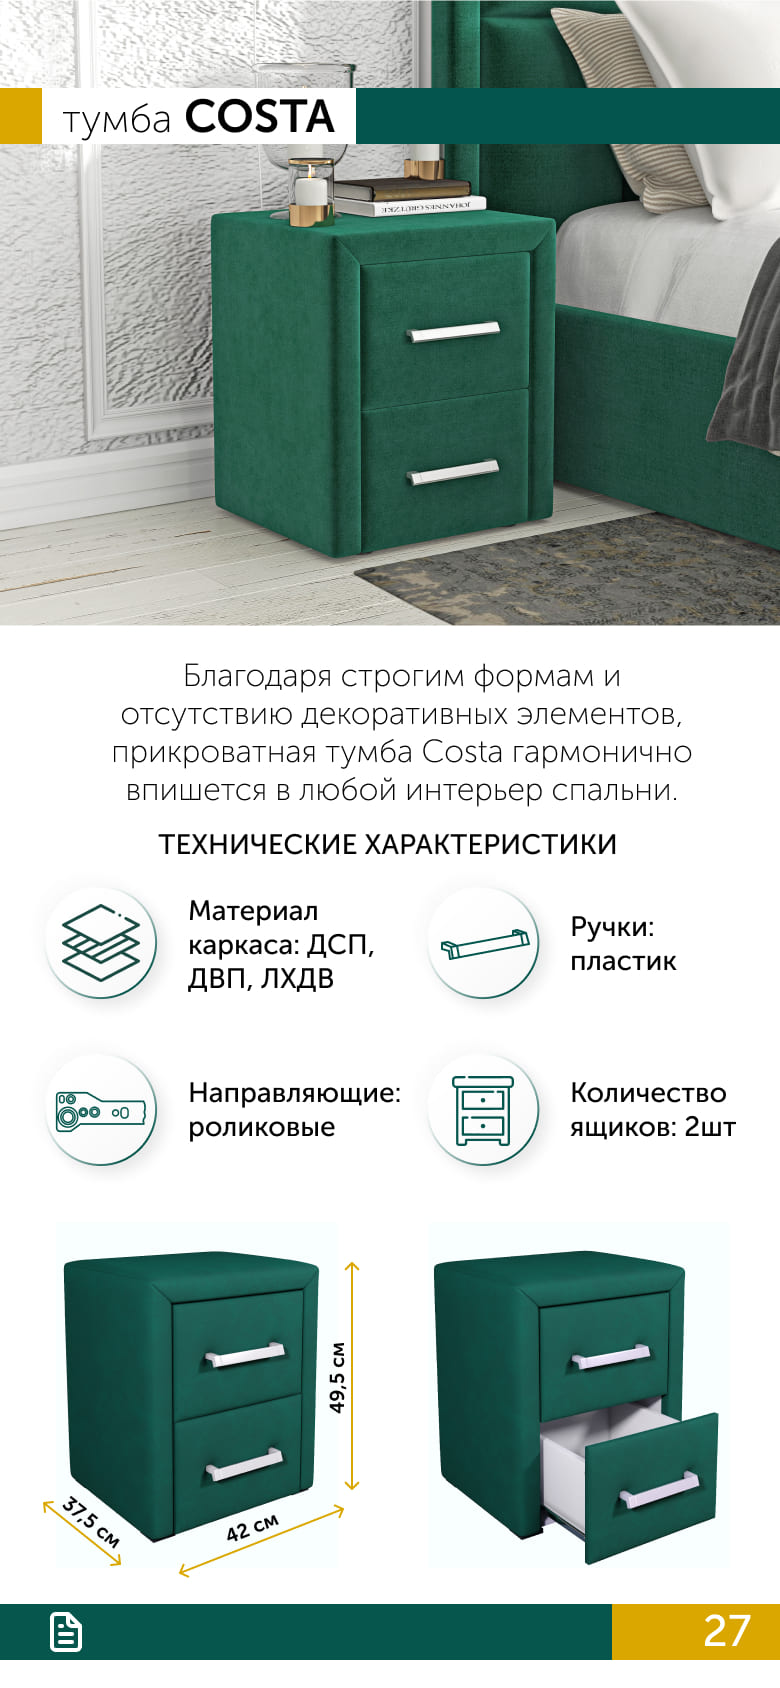 тумба COSTA
JOHANNES GRÜTZKE
Благодаря строгим формам и
отсутствию декоративных элементов,
прикроватная тумба Costa гармонично
впишется в любой интерьер спальни.
ТЕХНИЧЕСКИЕ ХАРАКТЕРИСТИКИ
Материал
каркаса: ДСП,
ДВП, ЛХДВ
Ручки:
пластик
Направляющие:
роликовые
Количество
ящиков: 2шт
49,5 см
37,5 см
42 см
27